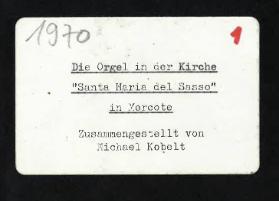 1970
1
Die Orgel in der Kirche
"Santa Maria del Sasso"
in Morcote
Zusammengestellt von
Michael Kobelt